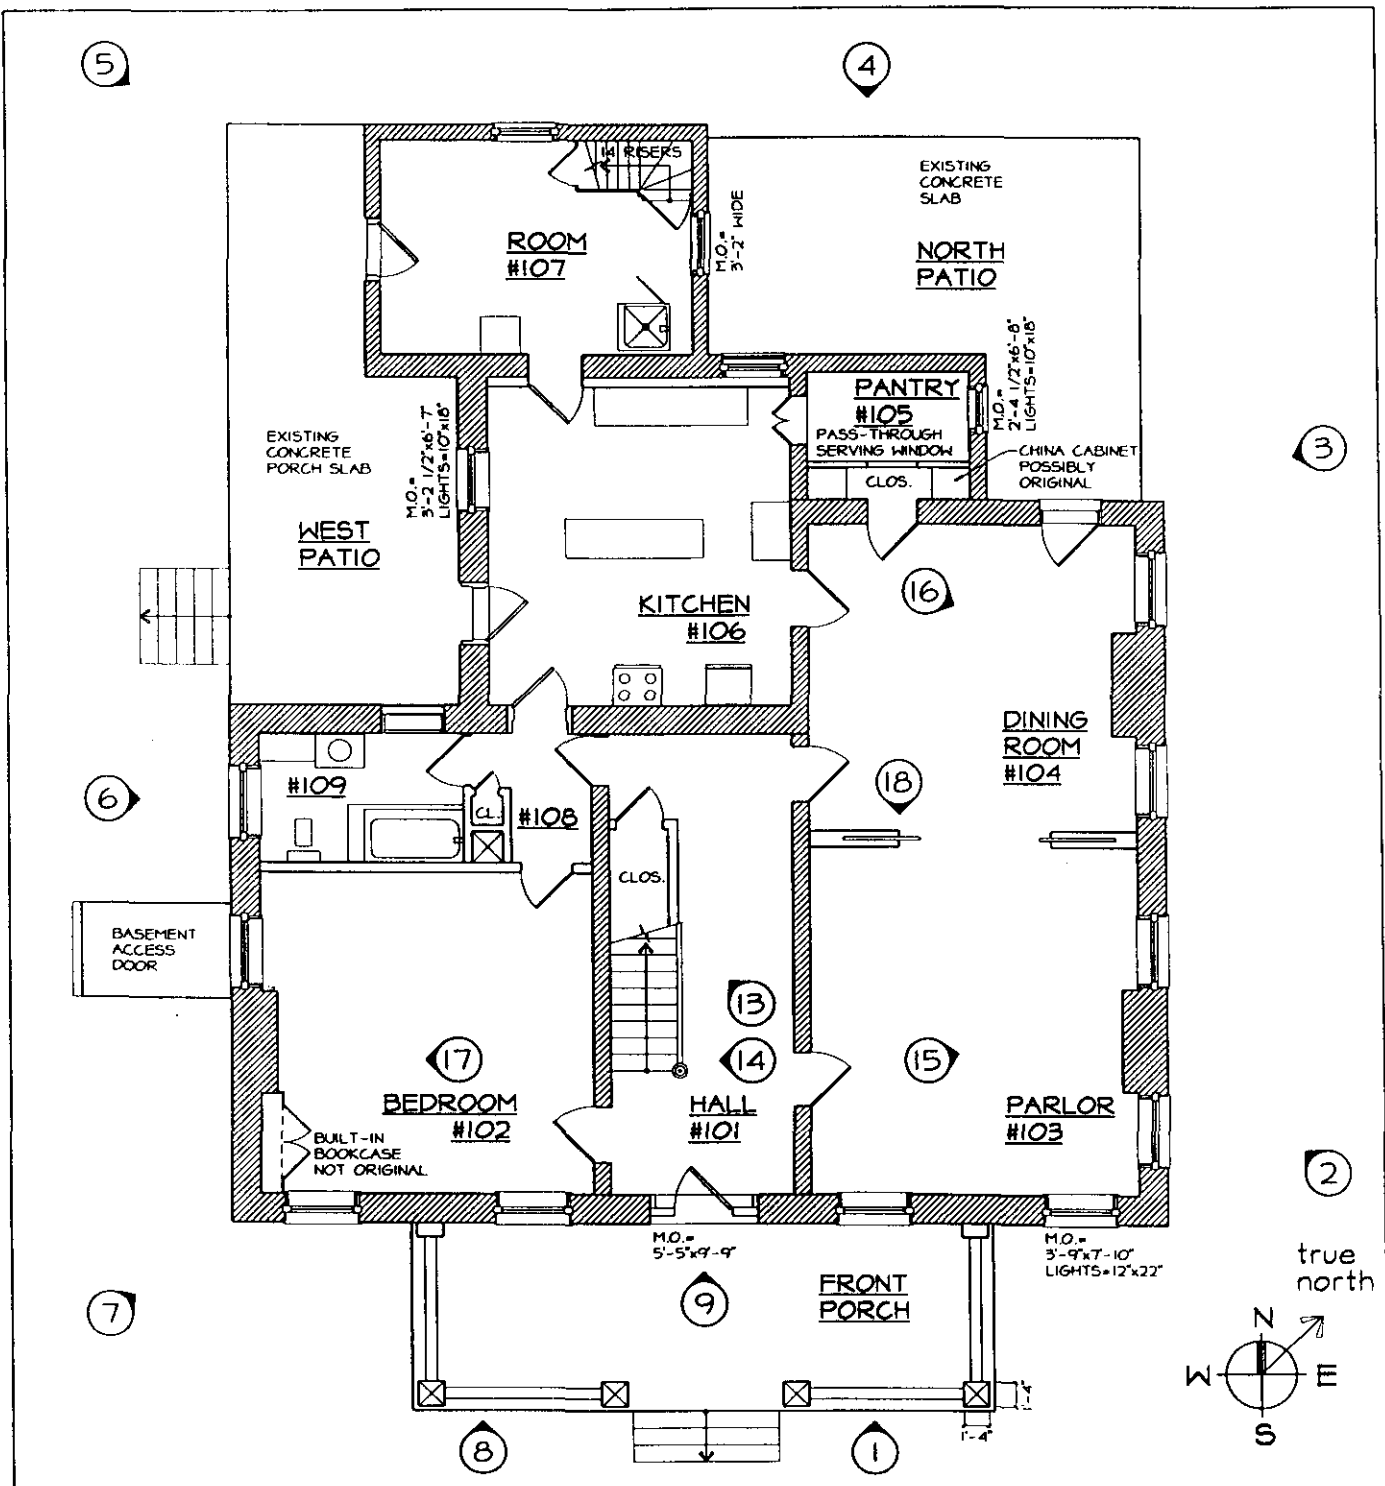 5
4
14 RISERS
EXISTING
CONCRETE
SLAB
M.O.=
3'-2" WIDE
ROOM
#107
NORTH
PATIO
M.O.=
2'-4 1/2"x6'-8"
LIGHTS=10"x18"
PANTRY
#105
PASS-THROUGH
SERVING WINDOW
CLOS.
CHINA CABINET
POSSIBLY
ORIGINAL
3
EXISTING
CONCRETE
PORCH SLAB
M.O.=
3'-2 1/2"x6'-7"
LIGHTS=10"x18"
WEST
PATIO
KITCHEN
#106
16
DINING
ROOM
#104
6
#109
CL.
#108
18
CLOS.
BASEMENT
ACCESS
DOOR
13
17
14
15
BEDROOM
#102
HALL
#101
PARLOR
#103
BUILT-IN
BOOKCASE
NOT ORIGINAL
2
M.O.=
5'-5"x9'-9"
M.O.=
3'-9"x7'-10"
LIGHTS=12"x22"
7
9
FRONT
PORCH
true
north
N
W
E
S
1'-4"
1'-4"
8
1